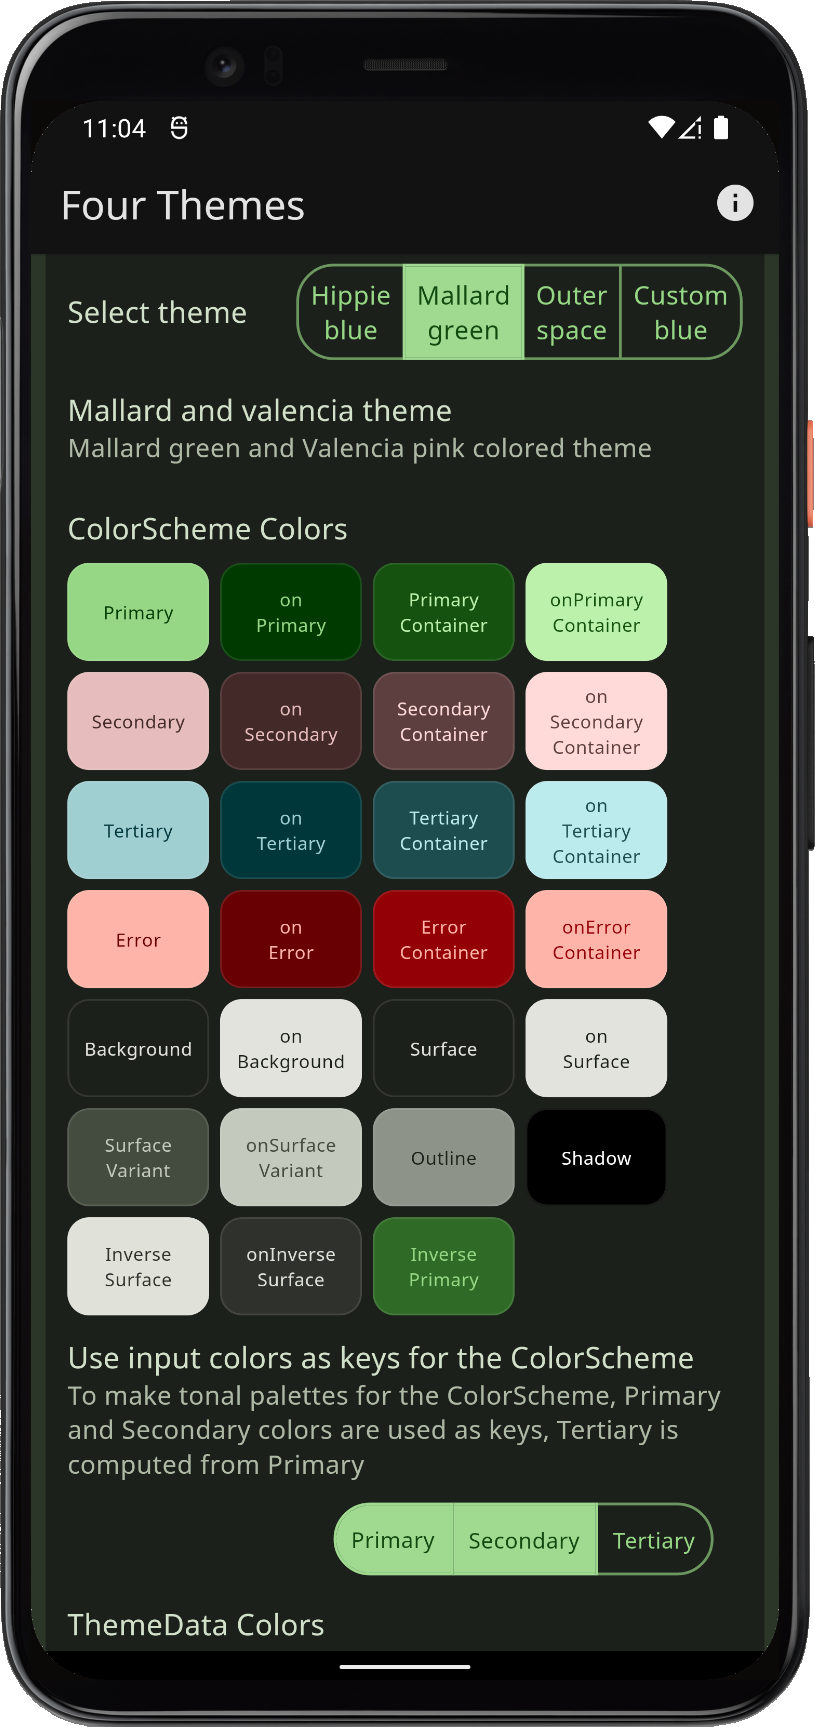 11:04
Four Themes
Select theme
Hippie
blue
Mallard
green
Outer
space
Custom
blue
Mallard and valencia theme
Mallard green and Valencia pink colored theme
ColorScheme Colors
Primary
on
Primary
Primary
Container
onPrimary
Container
Secondary
on
Secondary
Secondary
Container
on
Secondary
Container
Tertiary
on
Tertiary
Tertiary
Container
on
Tertiary
Container
Error
on
Error
Error
Container
onError
Container
Background
on
Background
Surface
on
Surface
Surface
Variant
onSurface
Variant
Outline
Shadow
Inverse
Surface
onInverse
Surface
Inverse
Primary
Use input colors as keys for the ColorScheme
To make tonal palettes for the ColorScheme, Primary
and Secondary colors are used as keys, Tertiary is
computed from Primary
Primary
Secondary
Tertiary
ThemeData Colors